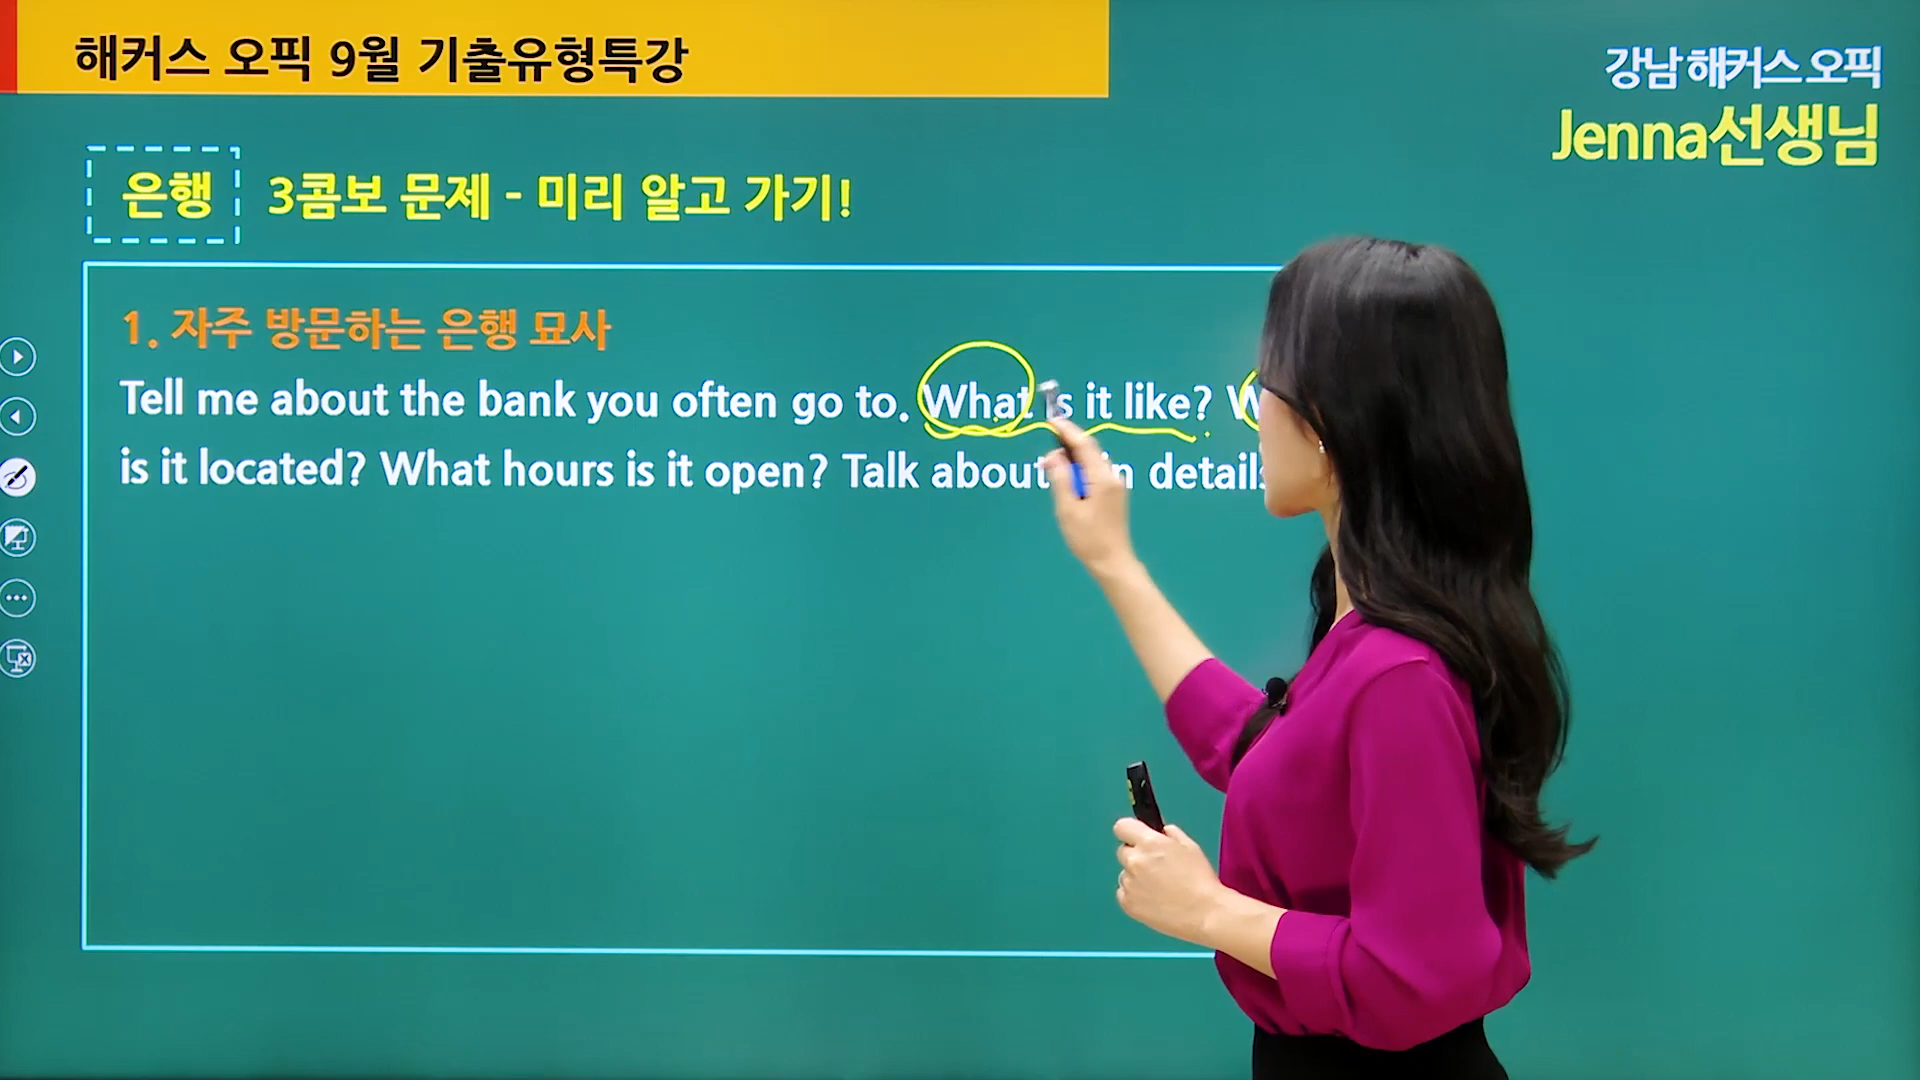 해커스 오픽 9월 기출유형특강
강남 해커스 오픽
Jenna선생님
은행 3콤보 문제 - 미리 알고 가기!
1. 자주 방문하는 은행 묘사
Tell me about the bank you often go to. What is it like?
is it located? What hours is it open? Talk about in details